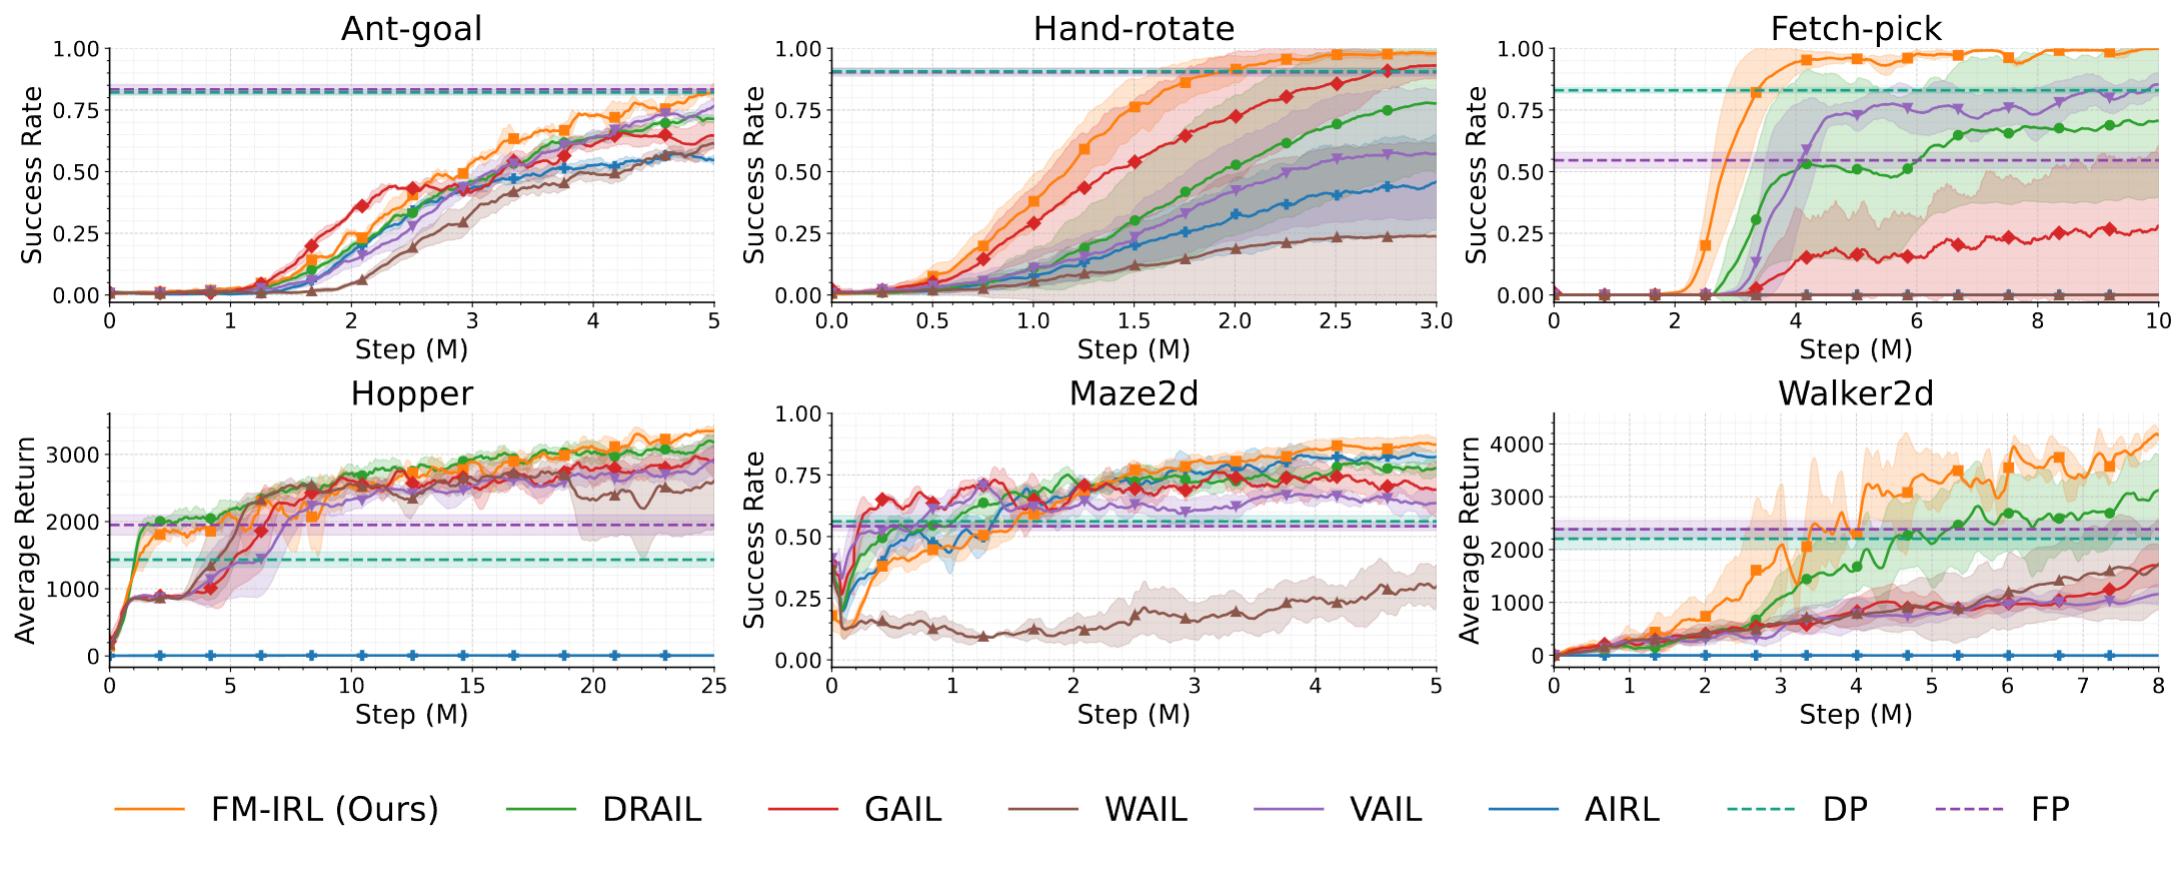 Ant-goal
Hand-rotate
Fetch-pick
Success Rate
1.00
0.75
0.50
0.25
0.00
0 1 2 3 4 5
Step (M)
Success Rate
1.00
0.75
0.50
0.25
0.00
0.0 0.5 1.0 1.5 2.0 2.5 3.0
Step (M)
Success Rate
1.00
0.75
0.50
0.25
0.00
0 2 4 6 8 10
Step (M)
Hopper
Maze2d
Walker2d
Average Return
3000
2000
1000
0
0 5 10 15 20 25
Step (M)
Success Rate
1.00
0.75
0.50
0.25
0.00
0 1 2 3 4 5
Step (M)
Average Return
4000
3000
2000
1000
0
0 1 2 3 4 5 6 7 8
Step (M)
FM-IRL (Ours) DRAIL GAIL WAIL VAIL AIRL DP FP